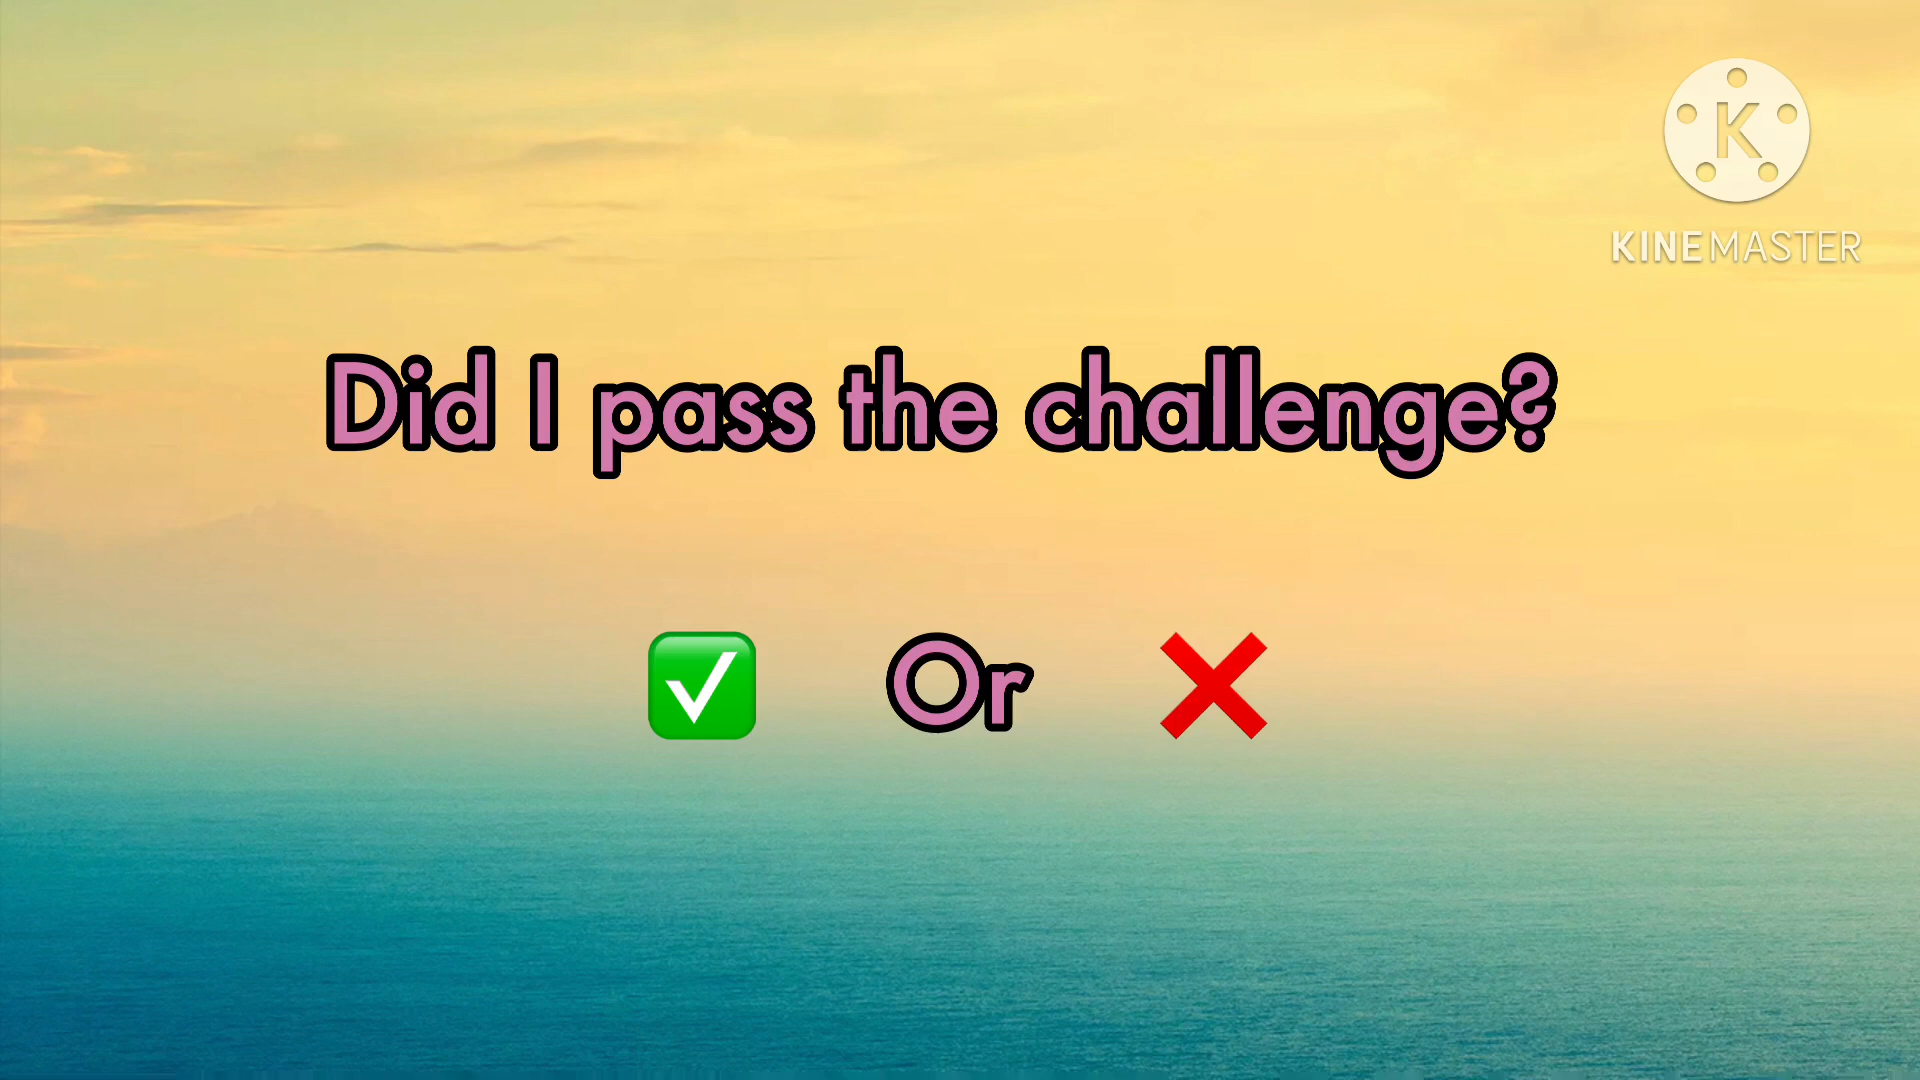 K
KINEMASTER
Did I pass the challenge?
✅ Or ❌